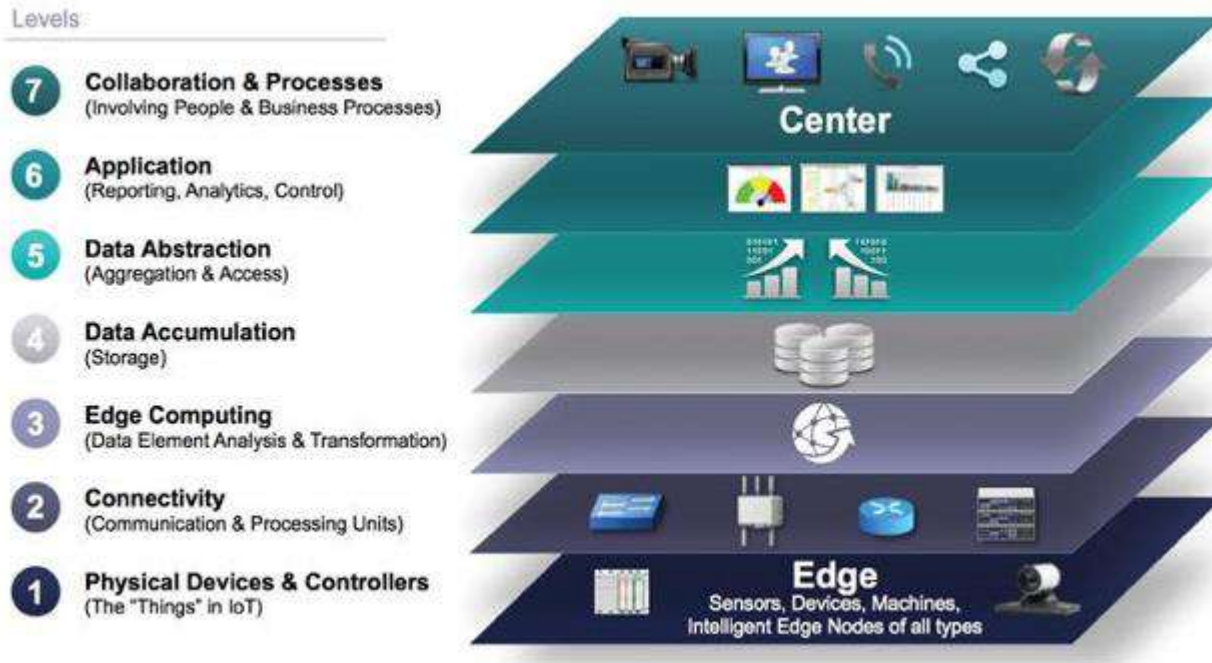 Levels
7
Collaboration & Processes
(Involving People & Business Processes)
6
Application
(Reporting, Analytics, Control)
5
Data Abstraction
(Aggregation & Access)
4
Data Accumulation
(Storage)
3
Edge Computing
(Data Element Analysis & Transformation)
2
Connectivity
(Communication & Processing Units)
1
Physical Devices & Controllers
(The "Things" in IoT)
Center
Edge
Sensors, Devices, Machines,
Intelligent Edge Nodes of all types